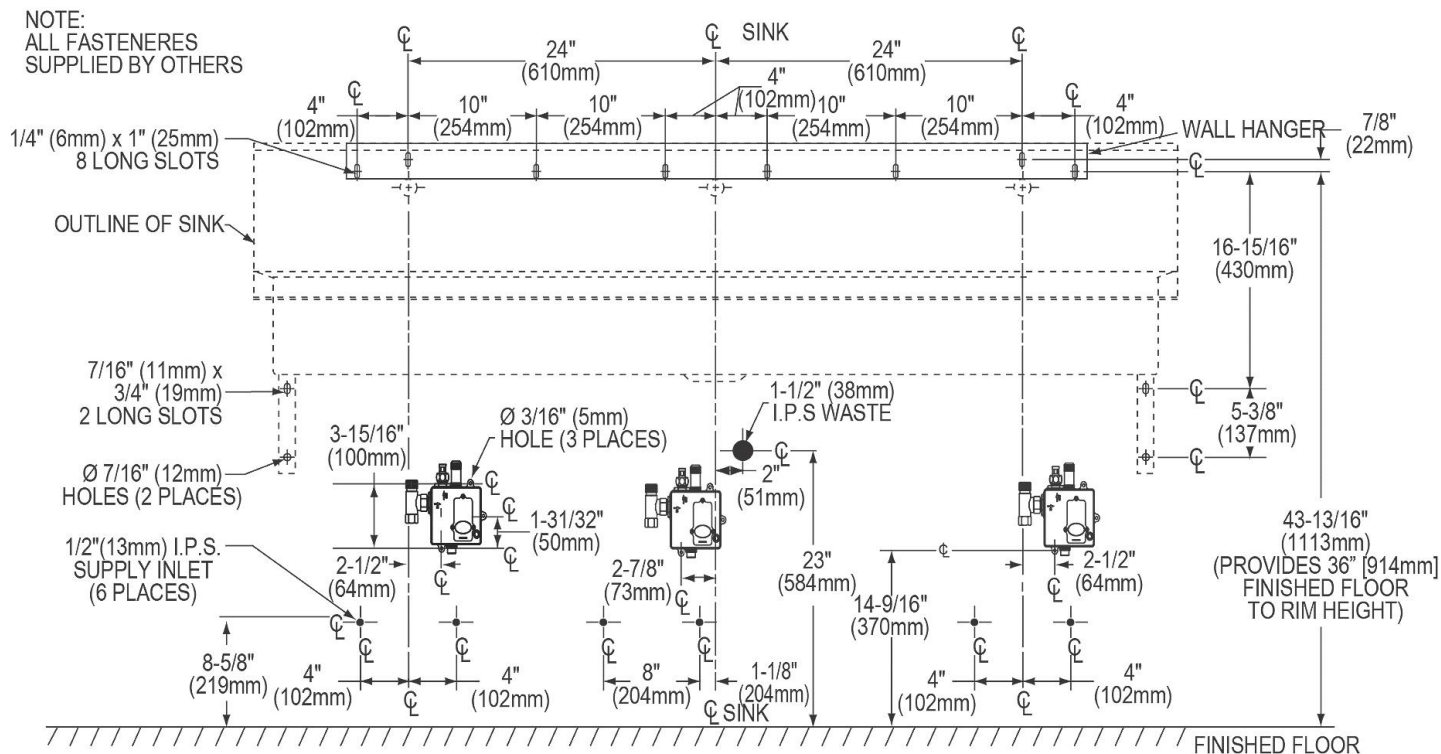 NOTE:
ALL FASTENERES
SUPPLIED BY OTHERS
℄ SINK
℄
℄
24"
(610mm)
24"
(610mm)
℄
4"
(102mm)
10"
(254mm)
10"
(254mm)
4"
(102mm)
10"
(254mm)
10"
(254mm)
℄
4"
(102mm)
WALL HANGER
7/8"
(22mm)
℄
1/4" (6mm) x 1" (25mm)
8 LONG SLOTS
OUTLINE OF SINK
16-15/16"
(430mm)
7/16" (11mm) x
3/4" (19mm)
2 LONG SLOTS
℄
5-3/8"
(137mm)
℄
Ø 7/16" (12mm)
HOLES (2 PLACES)
3-15/16"
(100mm)
Ø 3/16" (5mm)
HOLE (3 PLACES)
1-1/2" (38mm)
I.P.S WASTE
℄
2"
(51mm)
℄
℄
1-31/32"
(50mm)
℄
1/2"(13mm) I.P.S.
SUPPLY INLET
(6 PLACES)
2-1/2"
(64mm)
℄
2-7/8"
(73mm)
℄
23"
(584mm)
℄
2-1/2"
(64mm)
℄
14-9/16"
(370mm)
43-13/16"
(1113mm)
(PROVIDES 36” [914mm]
FINISHED FLOOR
TO RIM HEIGHT)
℄
8-5/8"
(219mm)
℄
℄
℄
℄
℄
℄
4"
(102mm)
4"
(102mm)
℄
8"
(204mm)
1-1/8"
(204mm)
℄ SINK
4"
(102mm)
4"
(102mm)
℄
FINISHED FLOOR